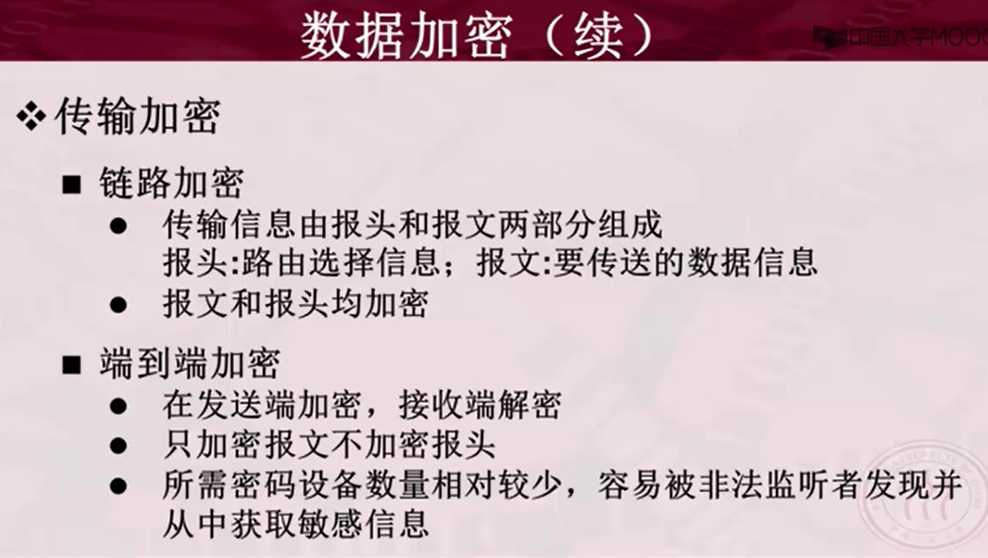 数据加密（续）
中国大学MOOC
❖传输加密
■ 链路加密
● 传输信息由报头和报文两部分组成
报头:路由选择信息；报文:要传送的数据信息
● 报文和报头均加密
■ 端到端加密
● 在发送端加密，接收端解密
● 只加密报文不加密报头
● 所需密码设备数量相对较少，容易被非法监听者发现并
从中获取敏感信息